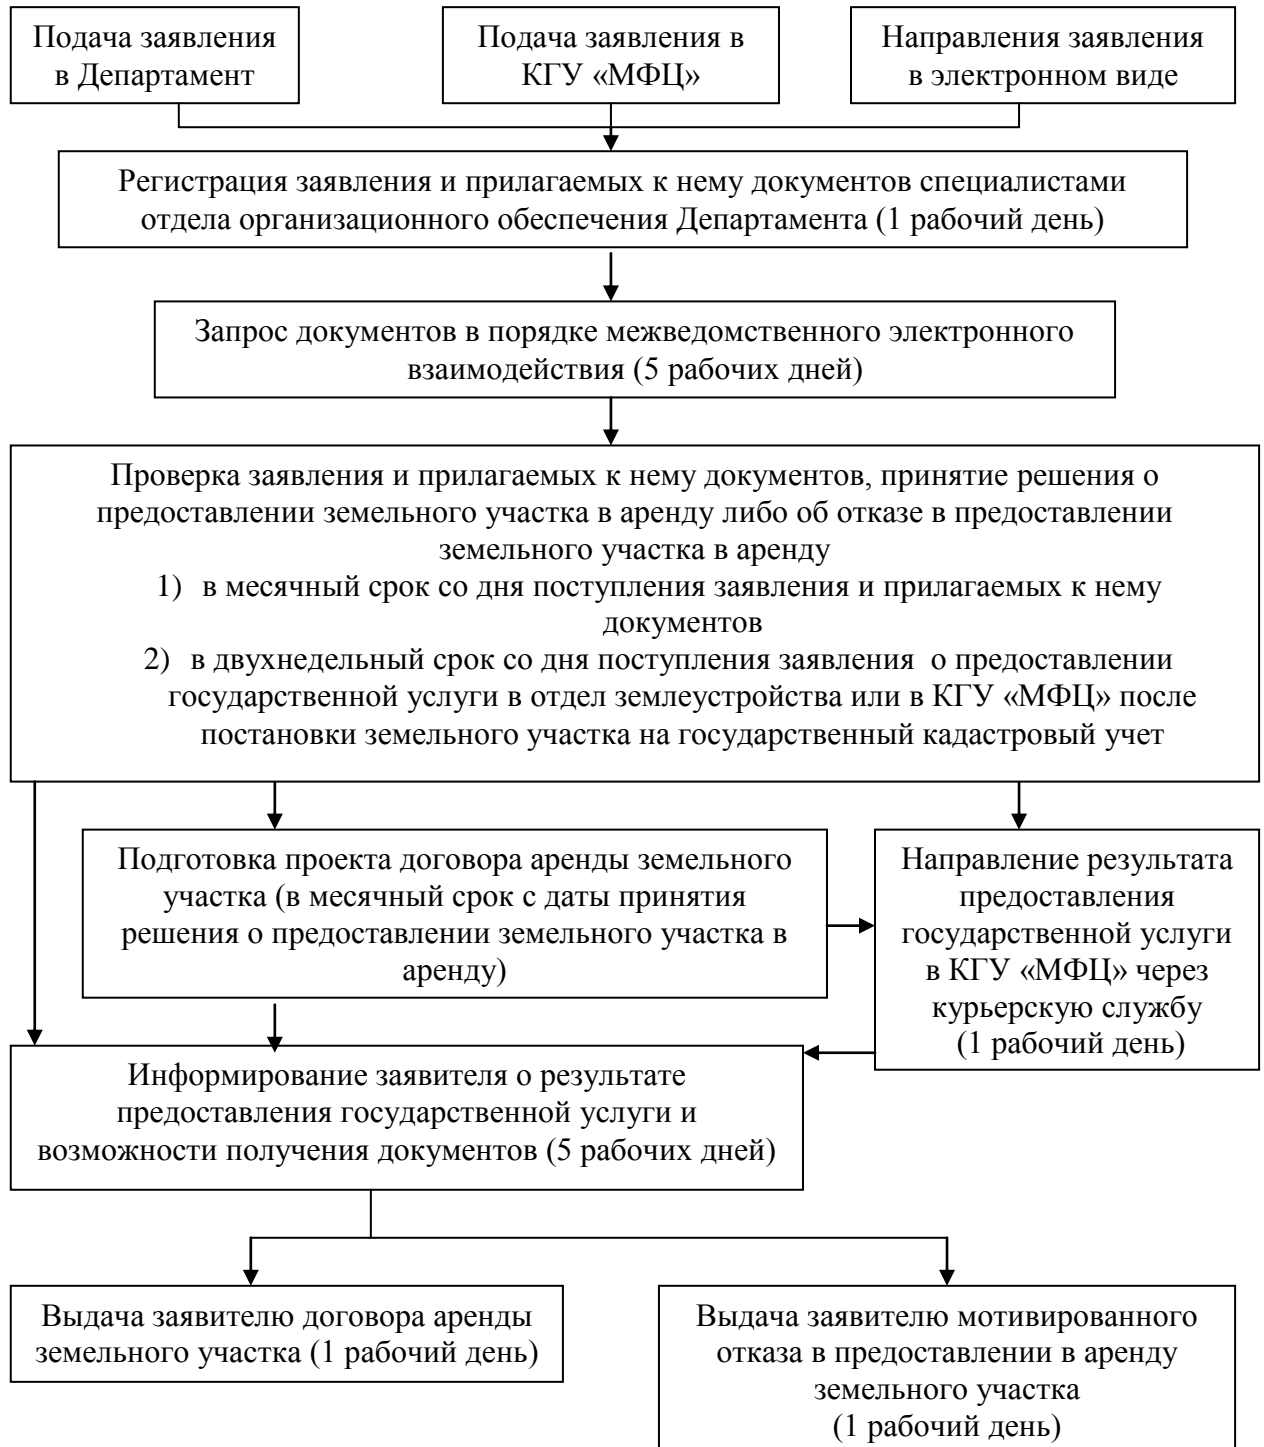 Подача заявления
в Департамент
Подача заявления в
КГУ «МФЦ»
Направления заявления
в электронном виде
Регистрация заявления и прилагаемых к нему документов специалистами
отдела организационного обеспечения Департамента (1 рабочий день)
Запрос документов в порядке межведомственного электронного
взаимодействия (5 рабочих дней)
Проверка заявления и прилагаемых к нему документов, принятие решения о
предоставлении земельного участка в аренду либо об отказе в предоставлении
земельного участка в аренду
1) в месячный срок со дня поступления заявления и прилагаемых к нему
документов
2) в двухнедельный срок со дня поступления заявления о предоставлении
государственной услуги в отдел землеустройства или в КГУ «МФЦ» после
постановки земельного участка на государственный кадастровый учет
Подготовка проекта договора аренды земельного
участка (в месячный срок с даты принятия
решения о предоставлении земельного участка в
аренду)
Направление результата
предоставления
государственной услуги
в КГУ «МФЦ» через
курьерскую службу
(1 рабочий день)
Информирование заявителя о результате
предоставления государственной услуги и
возможности получения документов (5 рабочих дней)
Выдача заявителю договора аренды
земельного участка (1 рабочий день)
Выдача заявителю мотивированного
отказа в предоставлении в аренду
земельного участка
(1 рабочий день)